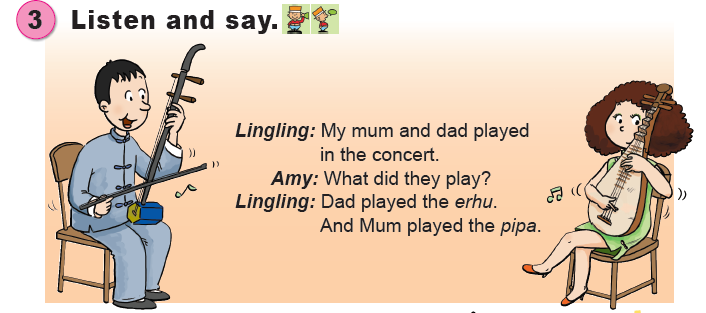 3 Listen and say.
Lingling: My mum and dad played
in the concert.
Amy: What did they play?
Lingling: Dad played the erhu.
And Mum played the pipa.